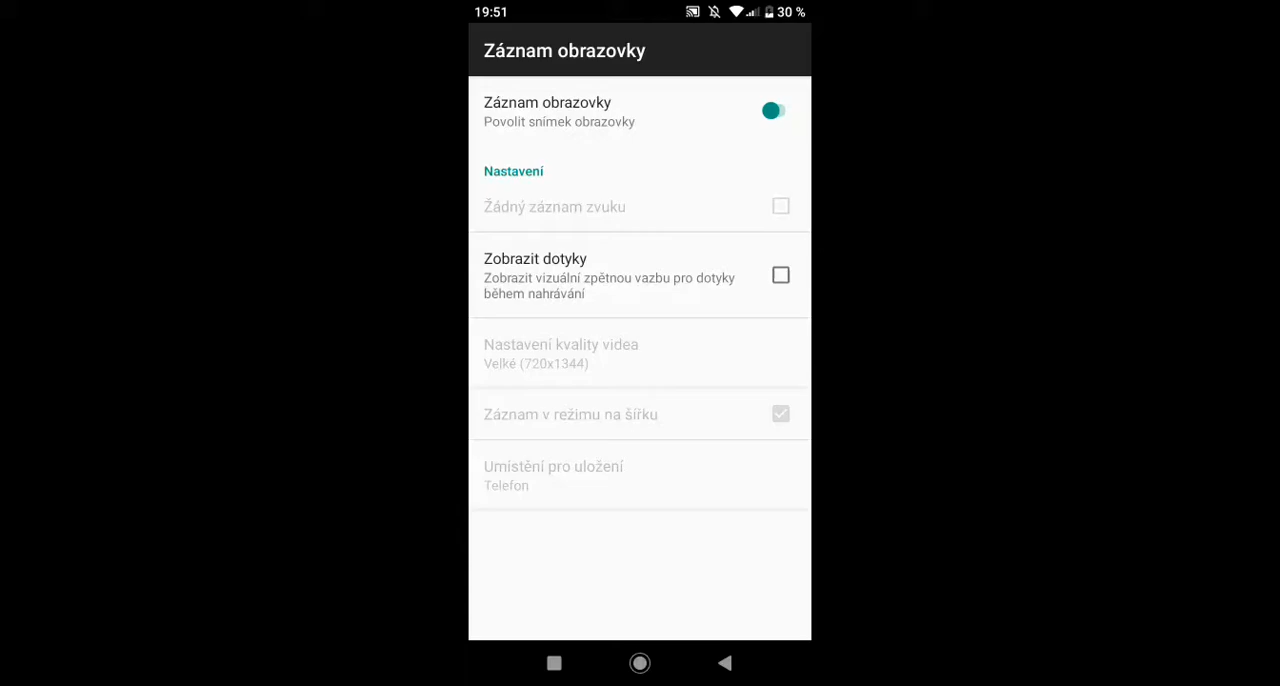 19:51
30 %
Záznam obrazovky
Záznam obrazovky
Povolit snímek obrazovky
Nastavení
Žádný záznam zvuku
Zobrazit dotyky
Zobrazit vizuální zpětnou vazbu pro dotyky
během nahrávání
Nastavení kvality videa
Velké (720x1344)
Záznam v režimu na šířku
Umístění pro uložení
Telefon